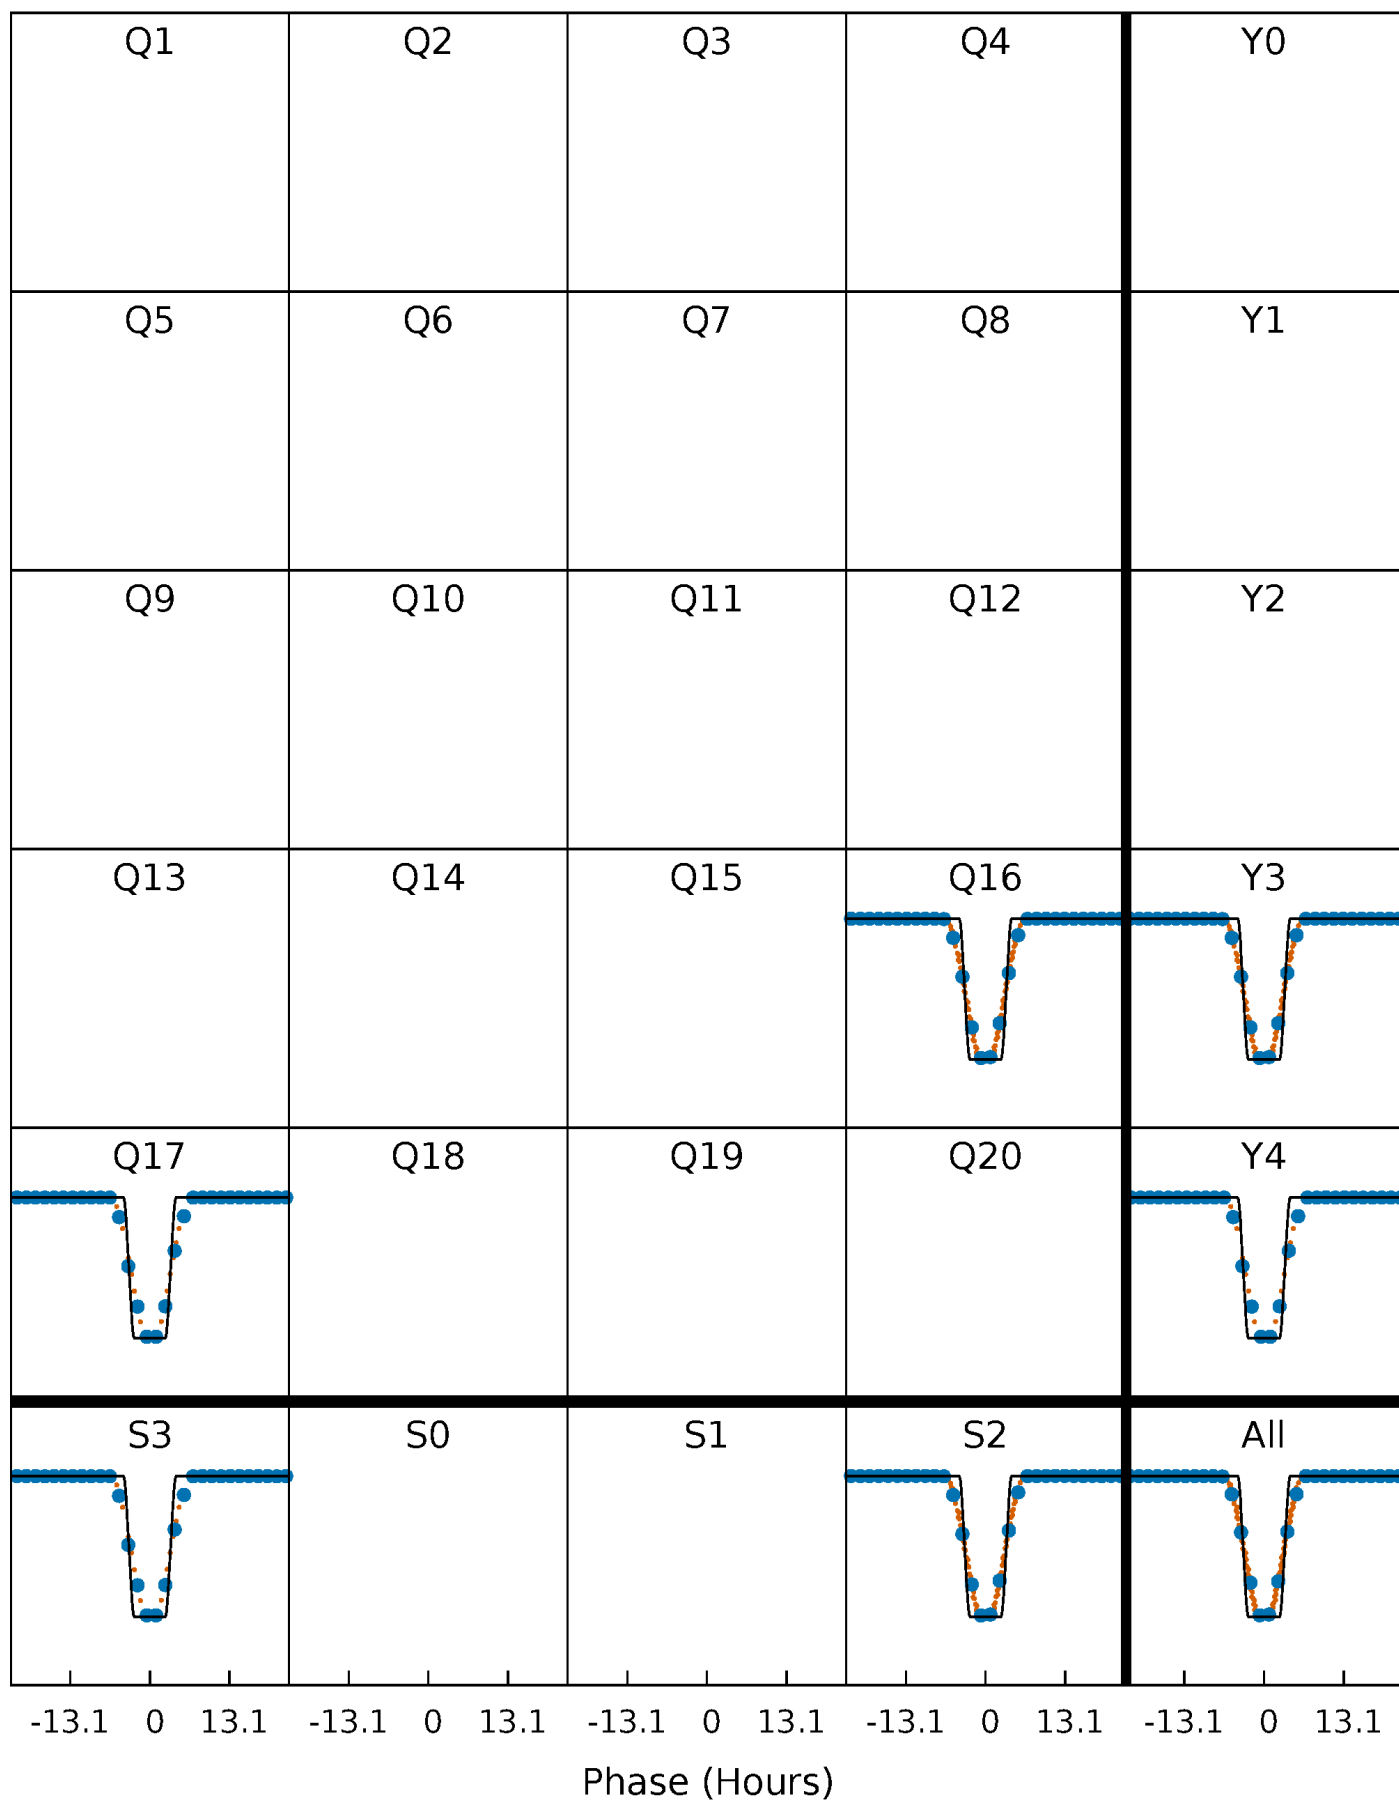 Q1 Q2 Q3 Q4 Y0
Q5 Q6 Q7 Q8 Y1
Q9 Q10 Q11 Q12 Y2
Q13 Q14 Q15 Q16 Y3
Q17 Q18 Q19 Q20 Y4
S3 S0 S1 S2 All
-13.1 0 13.1 -13.1 0 13.1 -13.1 0 13.1 -13.1 0 13.1 -13.1 0 13.1
Phase (Hours)